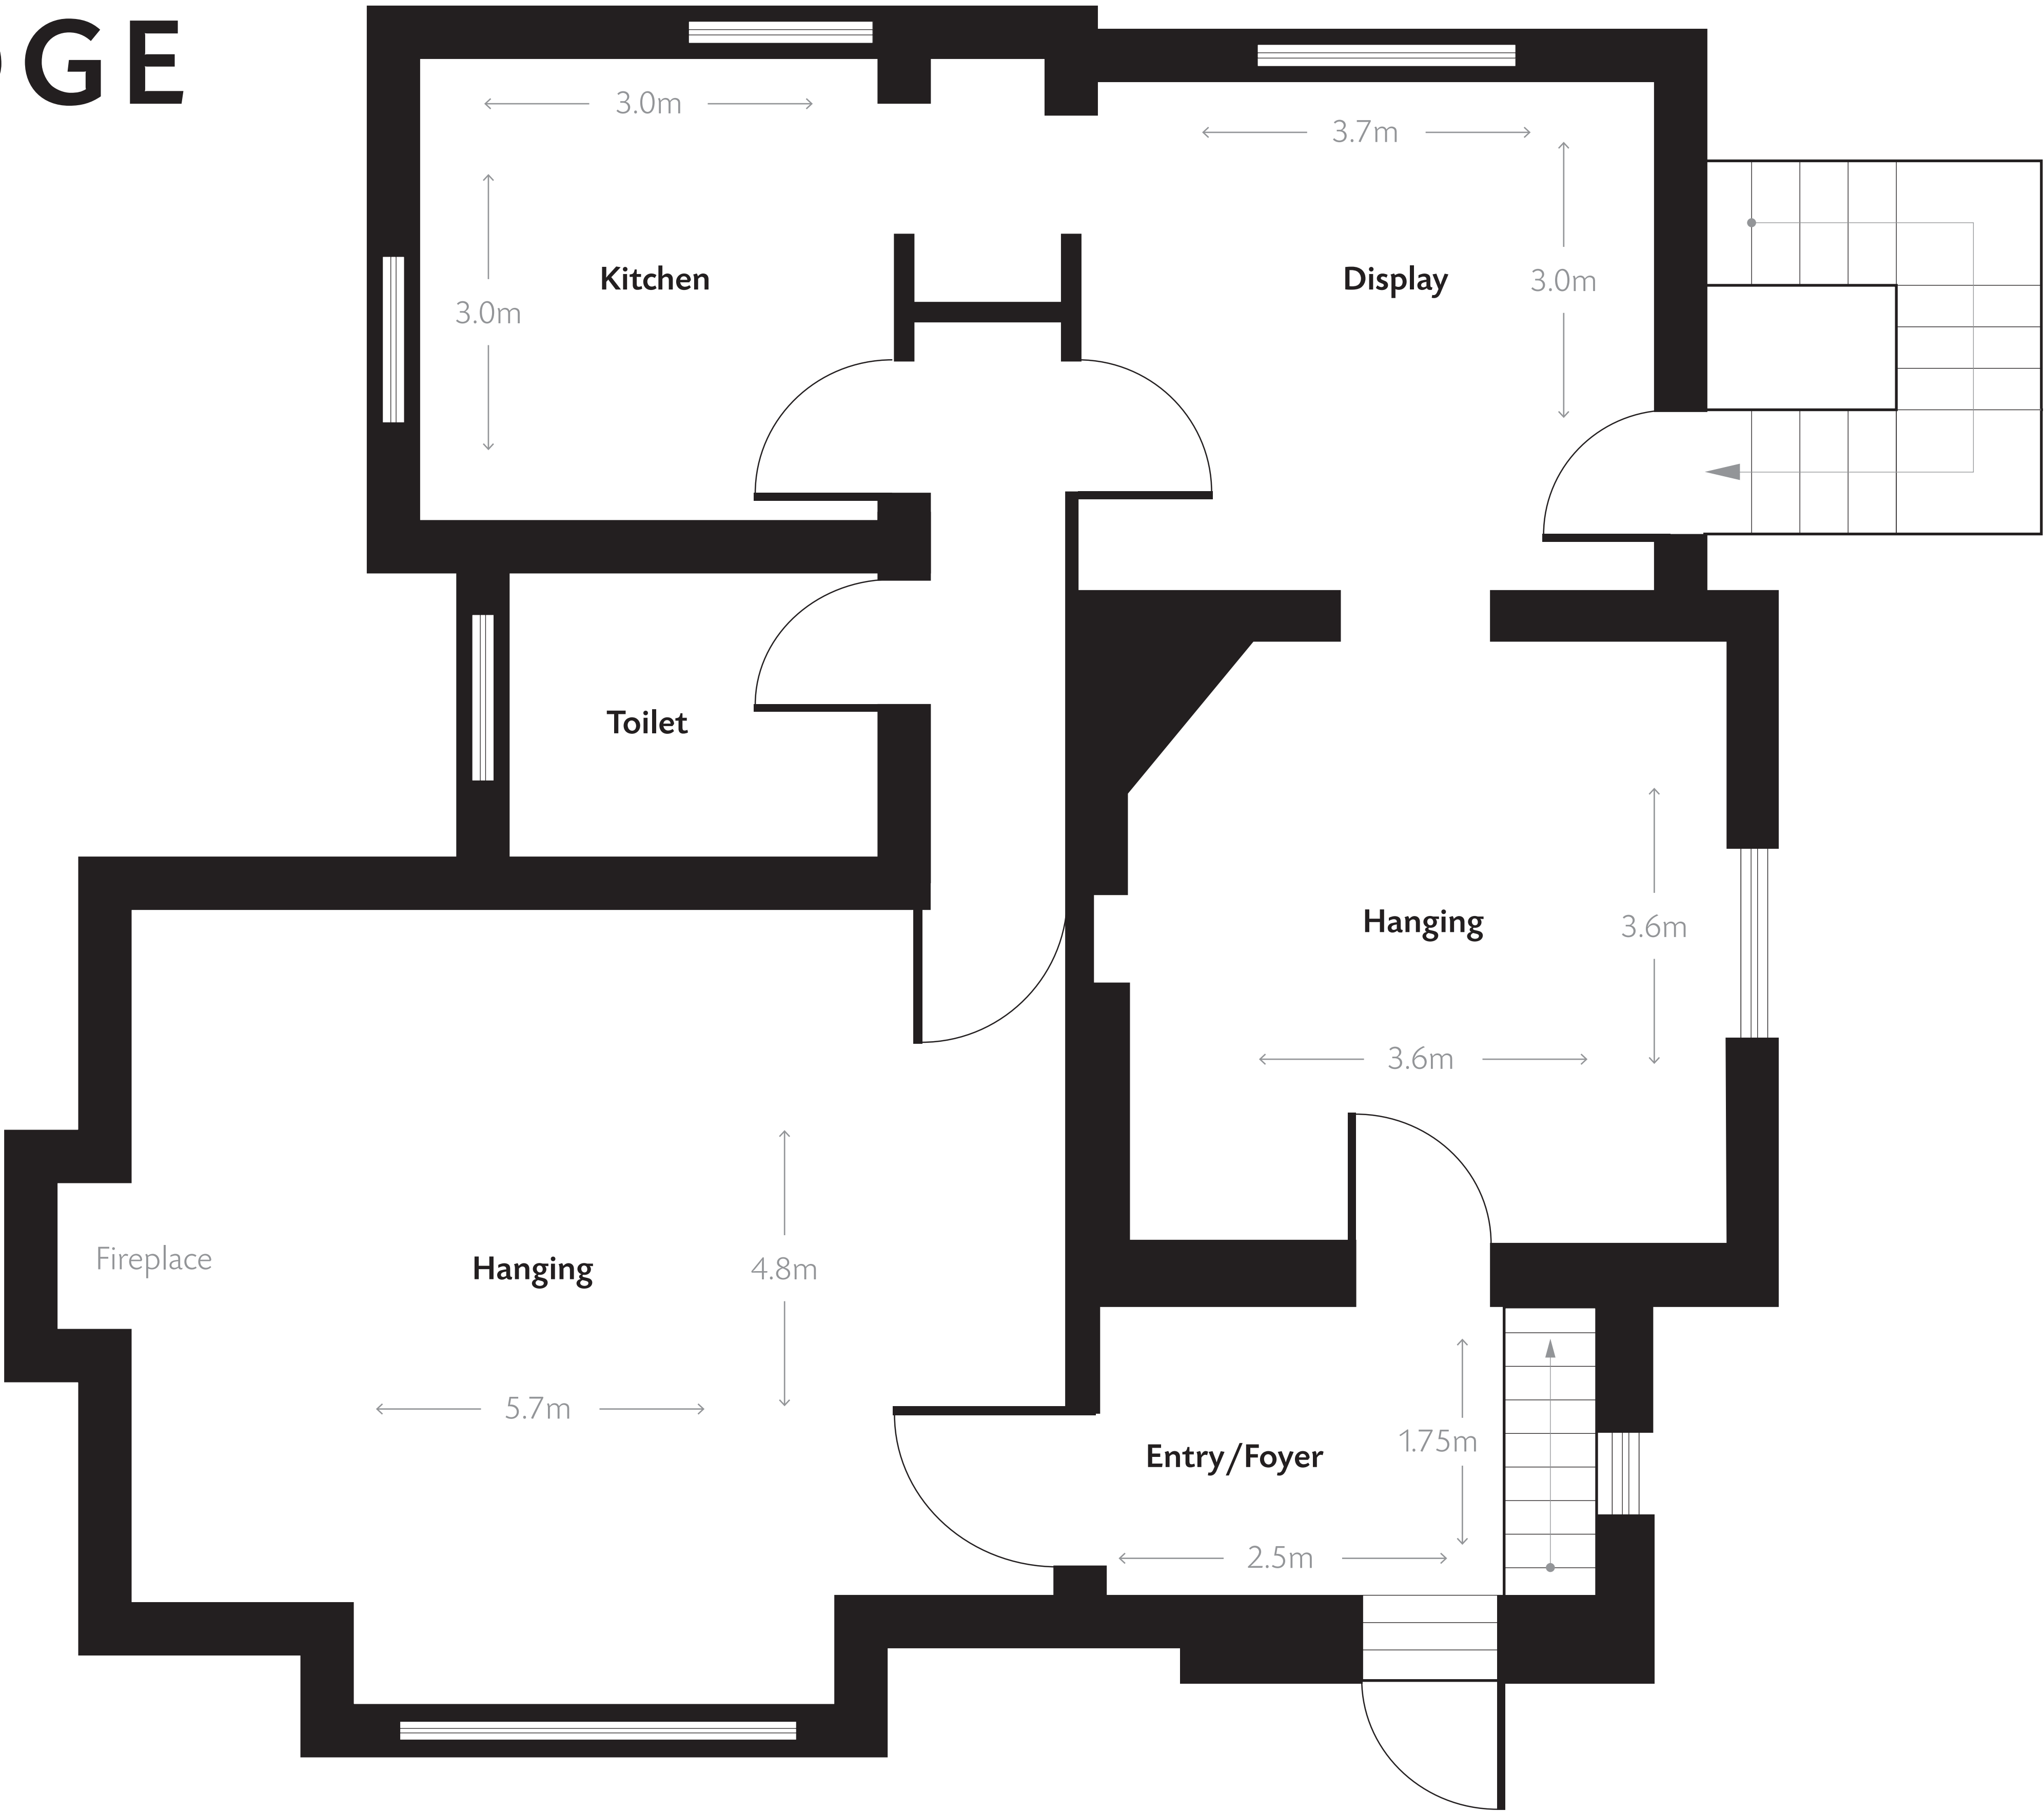 GE
3.0m
3.7m
Kitchen
Display
3.0m
3.0m
Toilet
Hanging
3.6m
3.6m
Fireplace
Hanging
4.8m
5.7m
Entry/Foyer
1.75m
2.5m